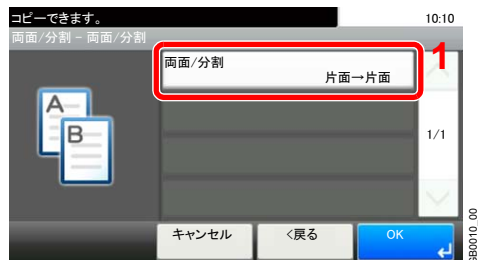 コピーできます。
10:10
両面/分割 - 両面/分割
1
両面/分割
片面→片面
A
B
1/1
キャンセル
<戻る
OK